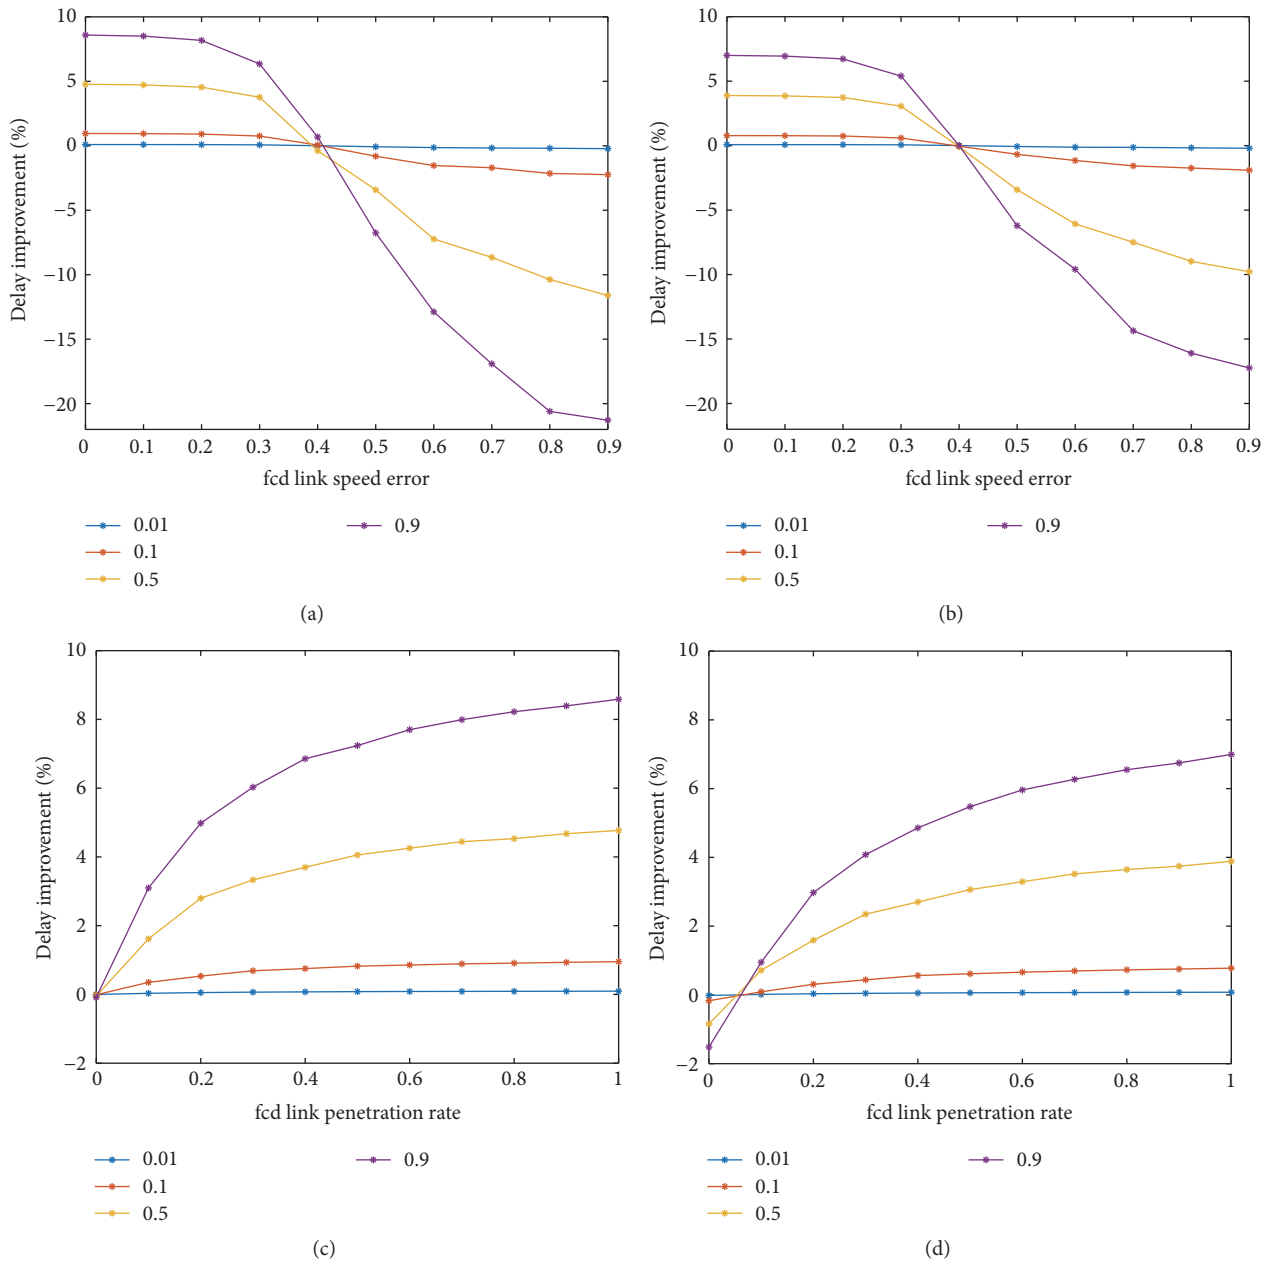 10
5
0
−5
−10
−15
−20
Delay improvement (%)
0 0.1 0.2 0.3 0.4 0.5 0.6 0.7 0.8 0.9
fcd link speed error
0.01
0.1
0.5
0.9
(a)
10
5
0
−5
−10
−15
−20
Delay improvement (%)
0 0.1 0.2 0.3 0.4 0.5 0.6 0.7 0.8 0.9
fcd link speed error
0.01
0.1
0.5
0.9
(b)
10
8
6
4
2
0
−2
Delay improvement (%)
0 0.2 0.4 0.6 0.8 1
fcd link penetration rate
0.01
0.1
0.5
0.9
(c)
10
8
6
4
2
0
−2
Delay improvement (%)
0 0.2 0.4 0.6 0.8 1
fcd link penetration rate
0.01
0.1
0.5
0.9
(d)